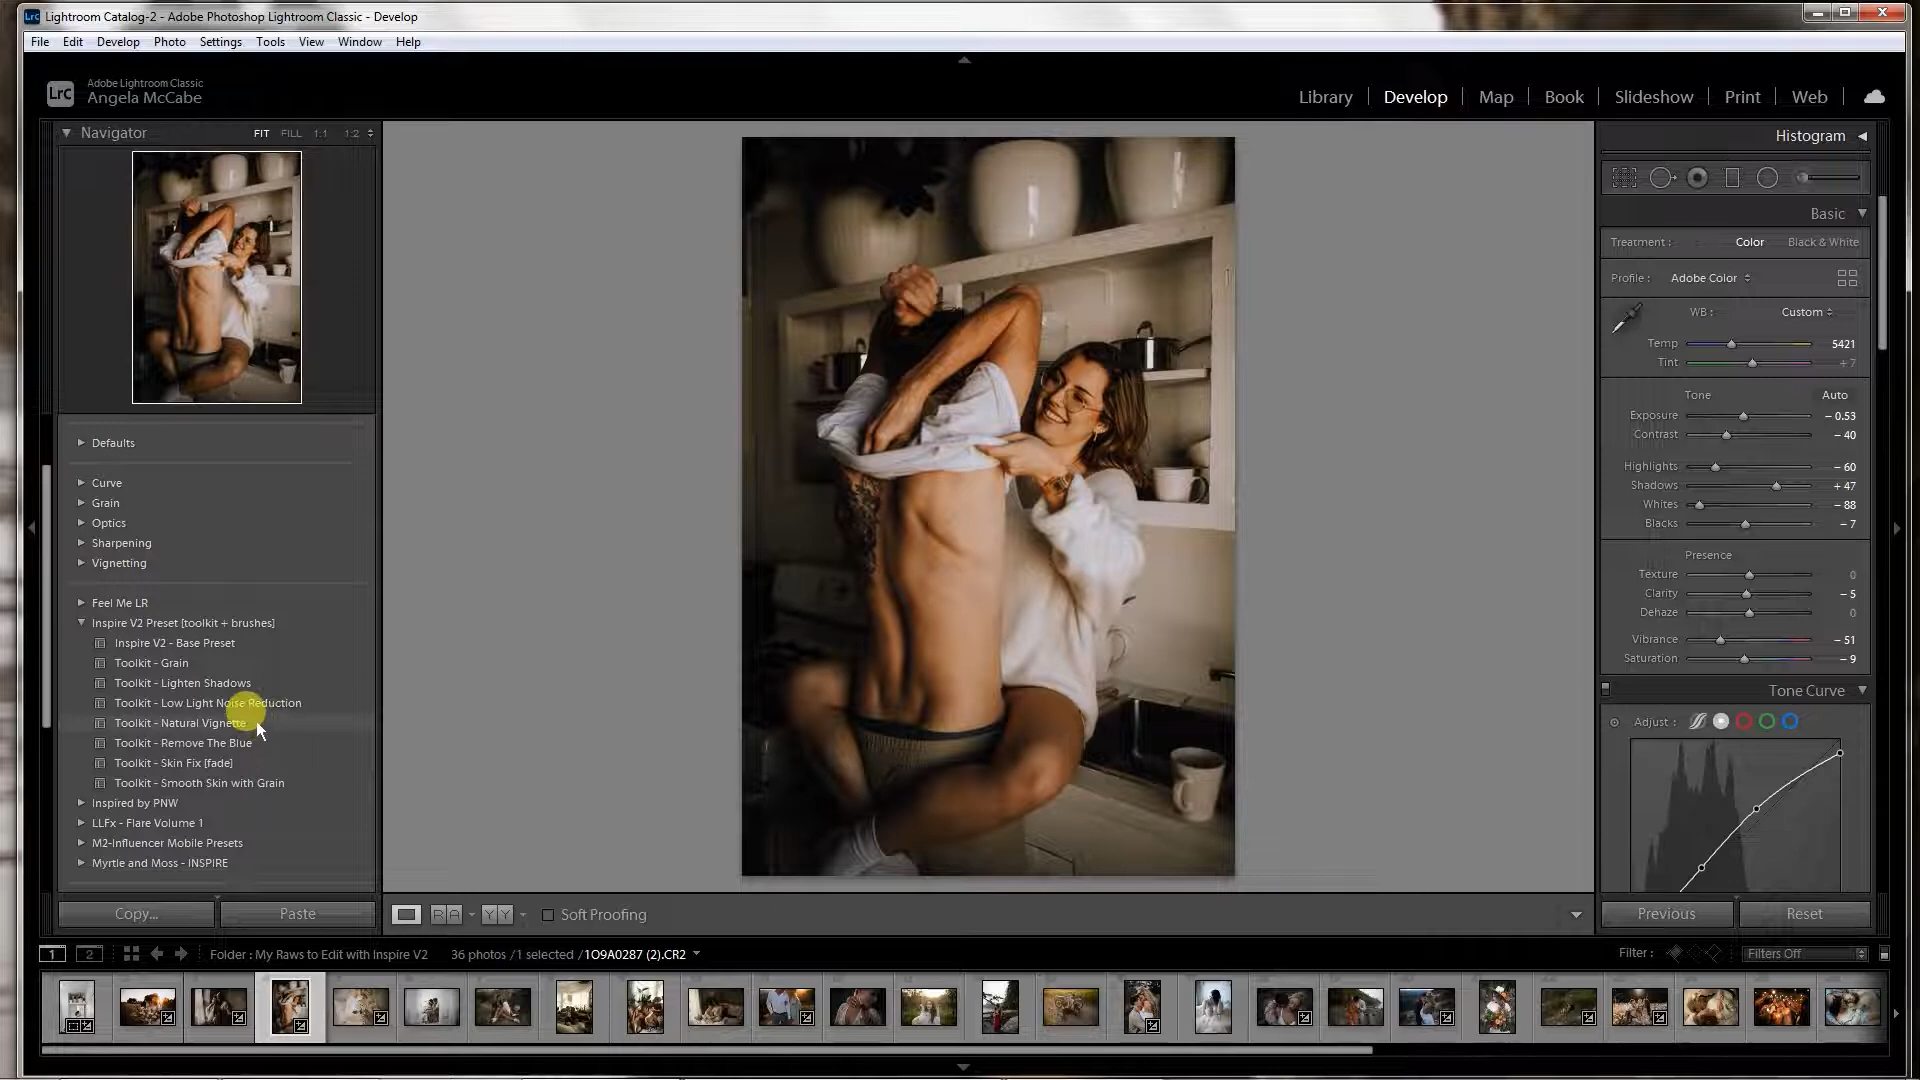 Lightroom Catalog-2 - Adobe Photoshop Lightroom Classic - Develop
File Edit Develop Photo Settings Tools View Window Help
LrC
Adobe Lightroom Classic
Angela McCabe
Library | Develop | Map | Book | Slideshow | Print | Web
Navigator FIT FILL 1:1 1:2
Defaults
Curve
Grain
Optics
Sharpening
Vignetting
Feel Me LR
Inspire V2 Preset [toolkit + brushes]
Inspire V2 - Base Preset
Toolkit - Grain
Toolkit - Lighten Shadows
Toolkit - Low Light Noise Reduction
Toolkit - Natural Vignette
Toolkit - Remove The Blue
Toolkit - Skin Fix [fade]
Toolkit - Smooth Skin with Grain
Inspired by PNW
LLFx - Flare Volume 1
M2-Influencer Mobile Presets
Myrtle and Moss - INSPIRE
Copy... Paste
Soft Proofing
Histogram
Basic
Treatment : Color Black & White
Profile : Adobe Color
WB : Custom
Temp 5421
Tint + 7
Tone Auto
Exposure – 0.53
Contrast – 40
Highlights – 60
Shadows + 47
Whites – 88
Blacks – 7
Presence
Texture 0
Clarity – 5
Dehaze 0
Vibrance – 51
Saturation – 9
Tone Curve
Adjust :
Previous Reset
1 2 Folder : My Raws to Edit with Inspire V2 36 photos /1 selected /1O9A0287 (2).CR2 Filter : Filters Off